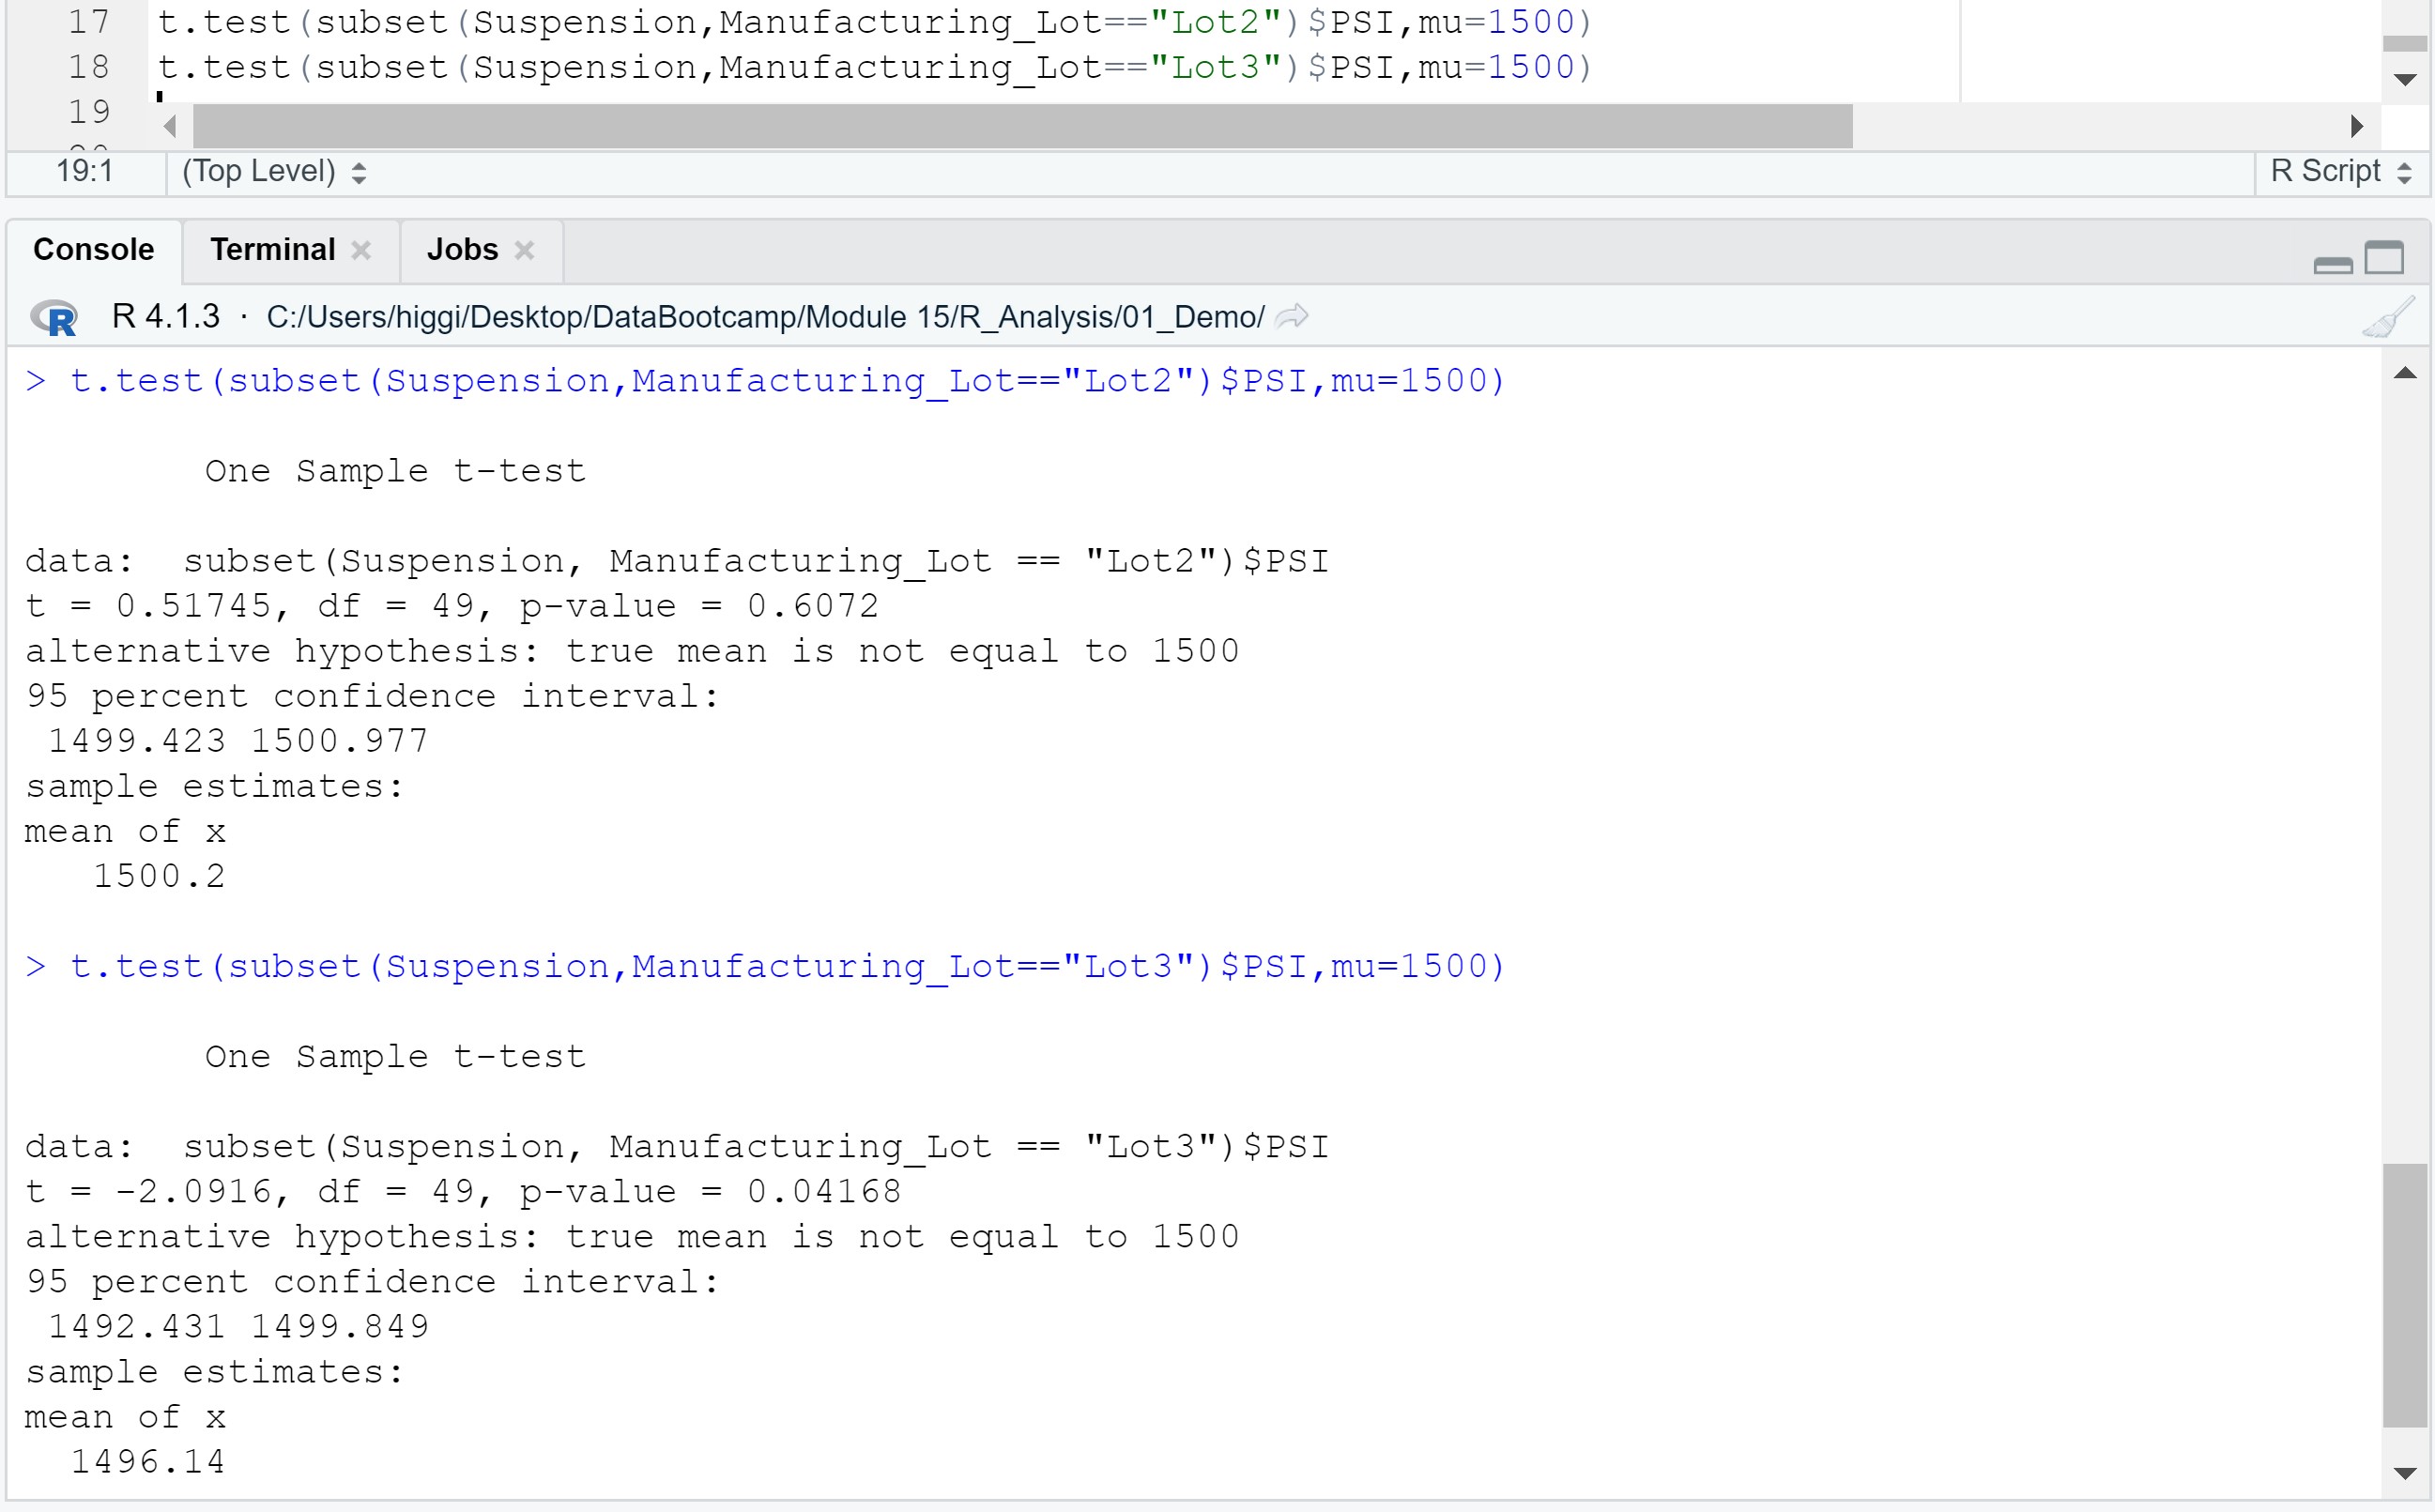 17 t.test(subset(Suspension,Manufacturing_Lot=="Lot2")$PSI,mu=1500)
18 t.test(subset(Suspension,Manufacturing_Lot=="Lot3")$PSI,mu=1500)
19
19:1 (Top Level) R Script
Console Terminal Jobs
R R 4.1.3 · C:/Users/higgi/Desktop/DataBootcamp/Module 15/R_Analysis/01_Demo/
> t.test(subset(Suspension,Manufacturing_Lot=="Lot2")$PSI,mu=1500)
One Sample t-test
data:  subset(Suspension, Manufacturing_Lot == "Lot2")$PSI
t = 0.51745, df = 49, p-value = 0.6072
alternative hypothesis: true mean is not equal to 1500
95 percent confidence interval:
1499.423 1500.977
sample estimates:
mean of x
1500.2
> t.test(subset(Suspension,Manufacturing_Lot=="Lot3")$PSI,mu=1500)
One Sample t-test
data:  subset(Suspension, Manufacturing_Lot == "Lot3")$PSI
t = -2.0916, df = 49, p-value = 0.04168
alternative hypothesis: true mean is not equal to 1500
95 percent confidence interval:
1492.431 1499.849
sample estimates:
mean of x
1496.14